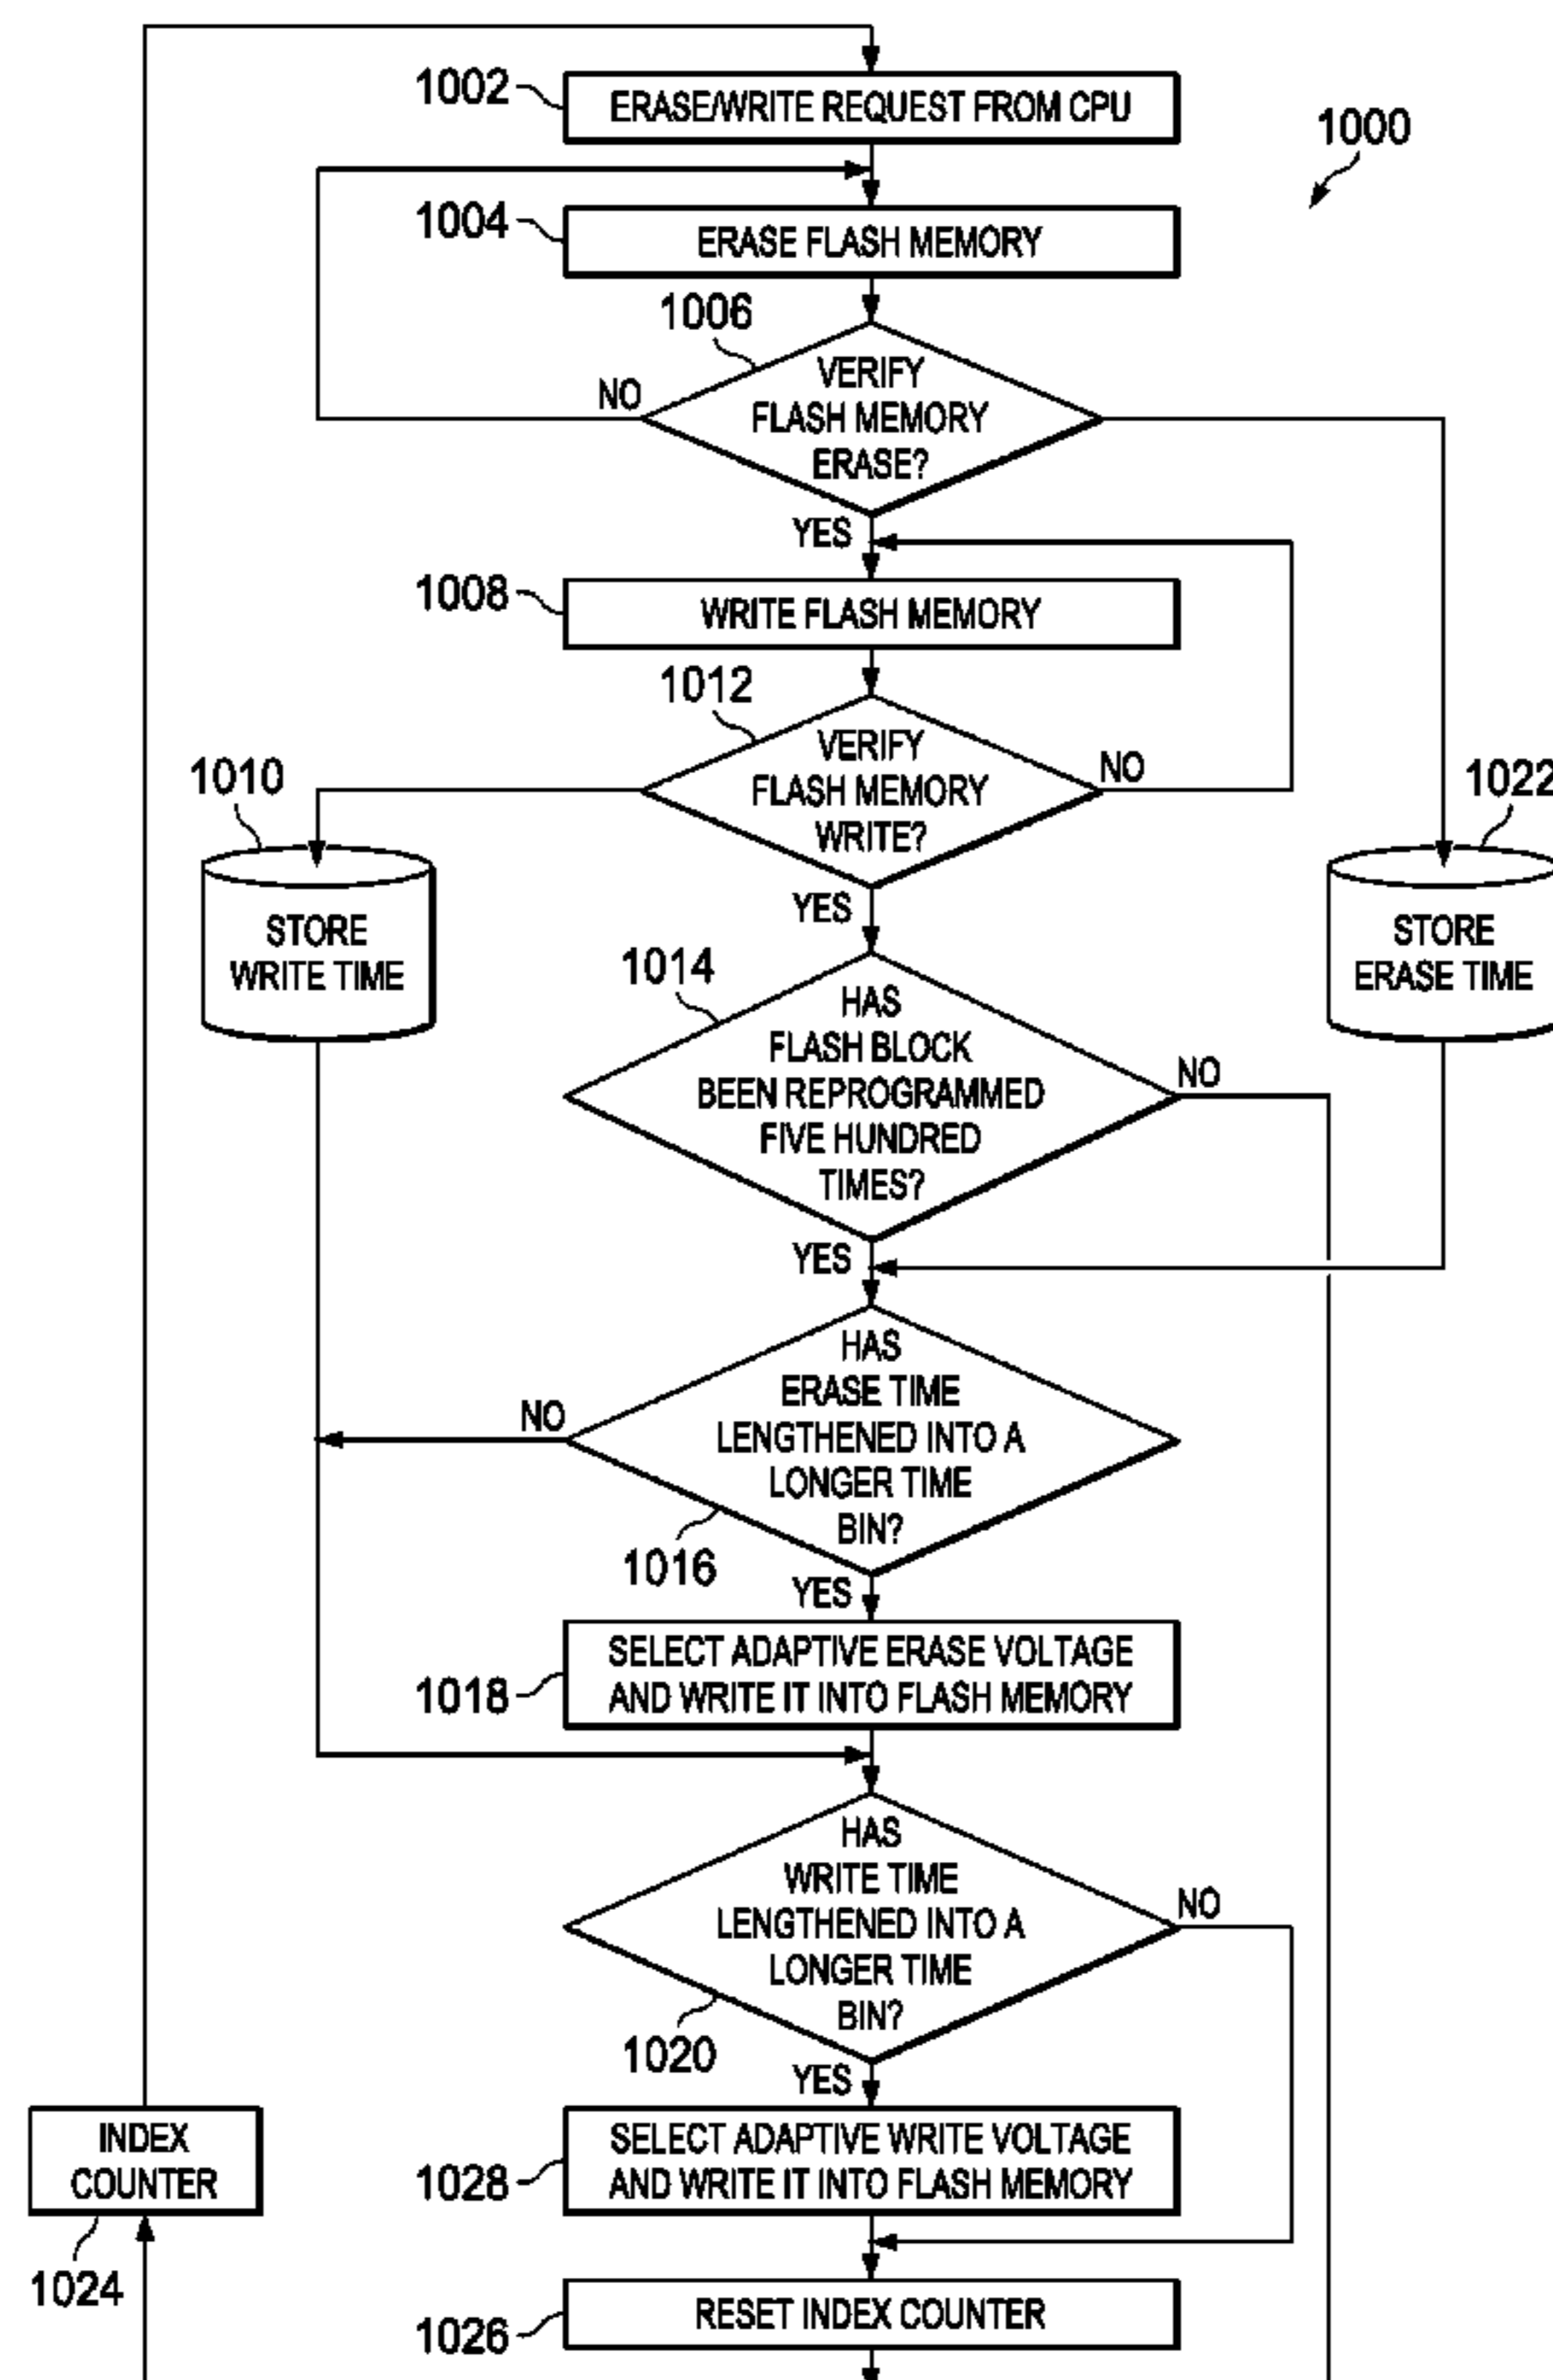 1002
ERASE/WRITE REQUEST FROM CPU
1000
1004
ERASE FLASH MEMORY
1006
VERIFY
FLASH MEMORY
ERASE?
NO
YES
1008
WRITE FLASH MEMORY
1012
VERIFY
FLASH MEMORY
WRITE?
NO
YES
1010
STORE
WRITE TIME
1022
STORE
ERASE TIME
1014
HAS
FLASH BLOCK
BEEN REPROGRAMMED
FIVE HUNDRED
TIMES?
NO
YES
HAS
ERASE TIME
LENGTHENED INTO A
LONGER TIME
BIN?
NO
1016
YES
1018
SELECT ADAPTIVE ERASE VOLTAGE
AND WRITE IT INTO FLASH MEMORY
HAS
WRITE TIME
LENGTHENED INTO A
LONGER TIME
BIN?
NO
1020
YES
INDEX
COUNTER
1024
1028
SELECT ADAPTIVE WRITE VOLTAGE
AND WRITE IT INTO FLASH MEMORY
1026
RESET INDEX COUNTER